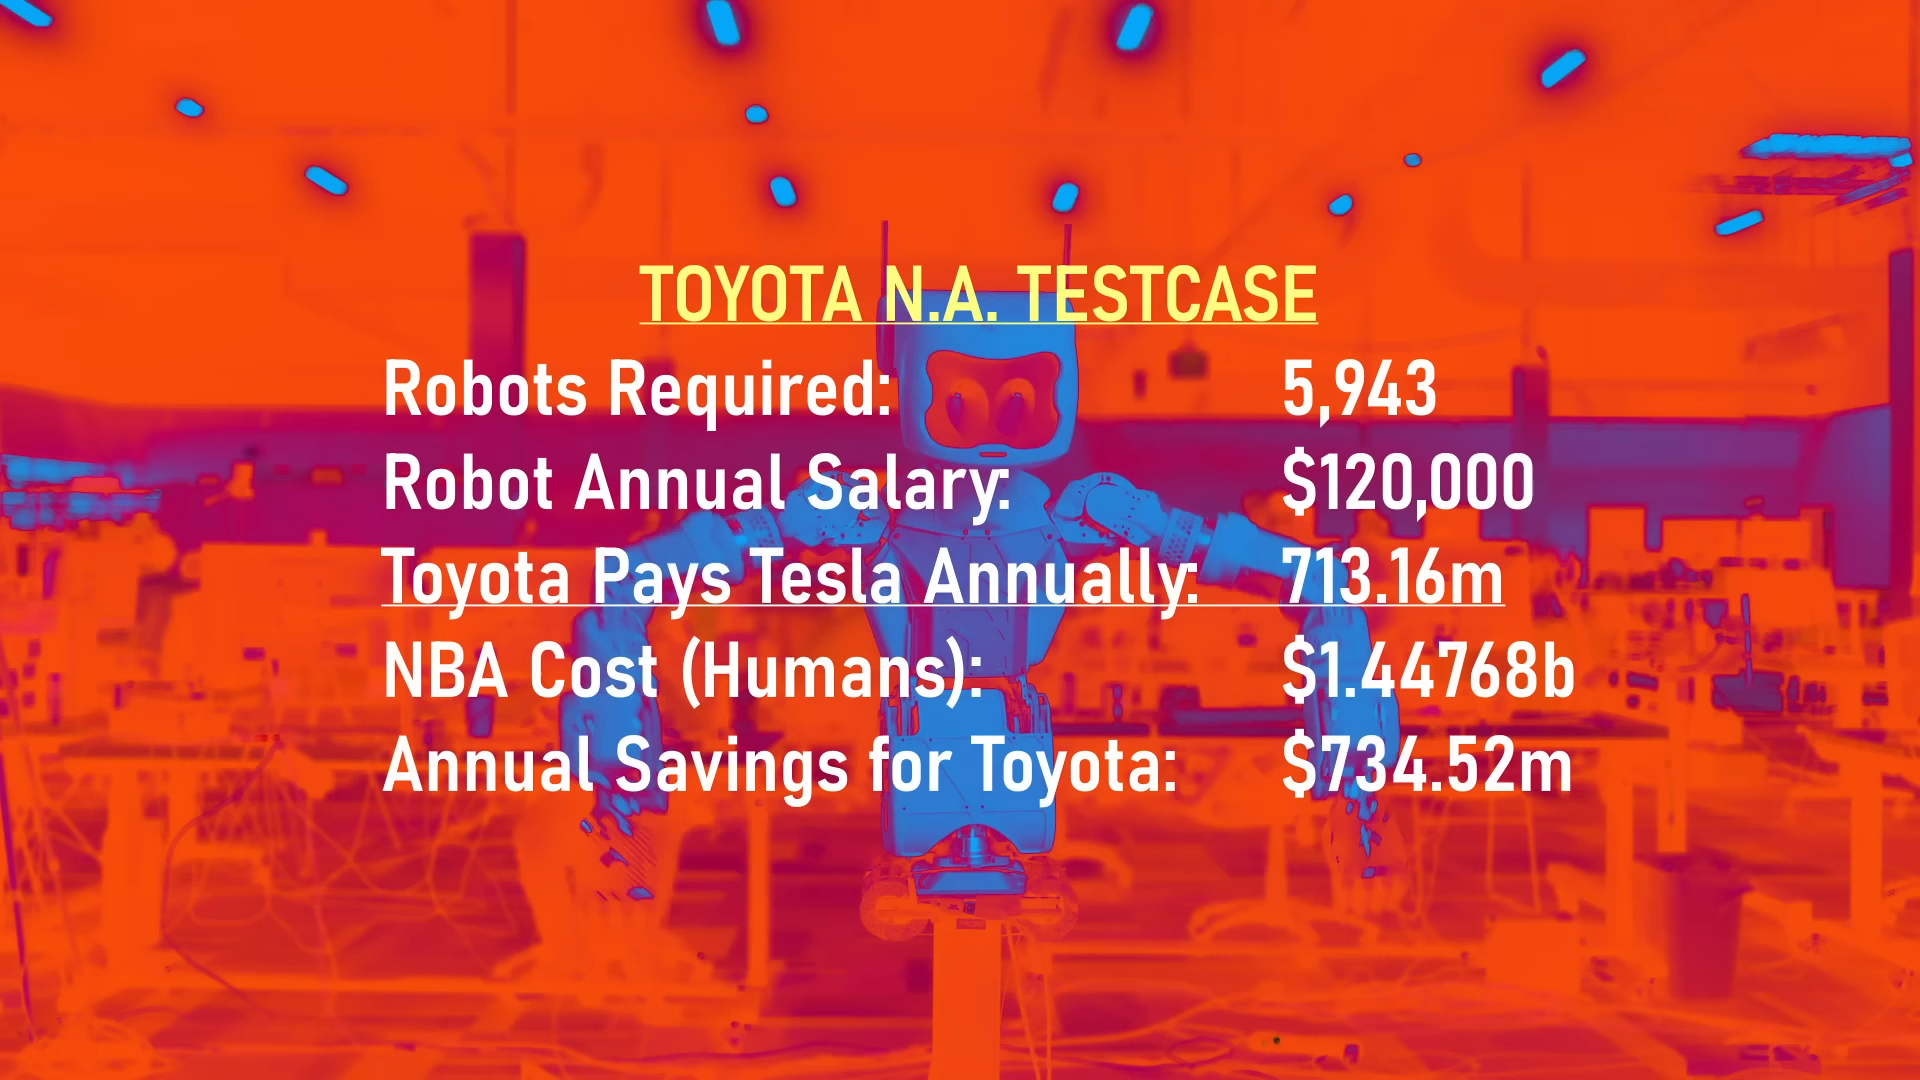 TOYOTA N.A. TESTCASE
Robots Required: 5,943
Robot Annual Salary: $120,000
Toyota Pays Tesla Annually: 713.16m
NBA Cost (Humans): $1.44768b
Annual Savings for Toyota: $734.52m